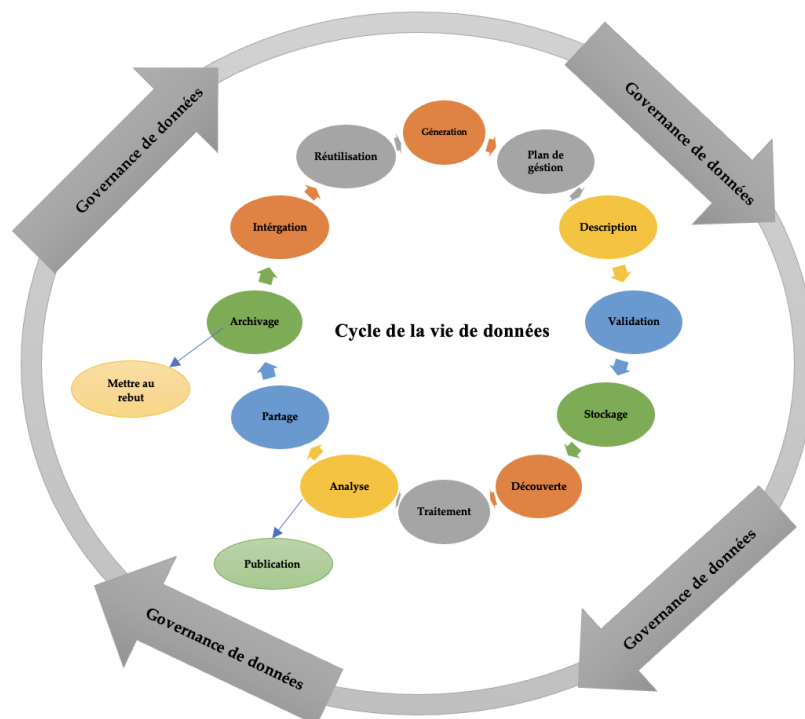 Governance de données
Governance de données
Géneration
Réutilisation
Plan de
géstion
Intérgation
Description
Archivage
Cycle de la vie de données
Validation
Mettre au
rebut
Partage
Stockage
Analyse
Découverte
Traitement
Publication
Governance de données
Governance de données